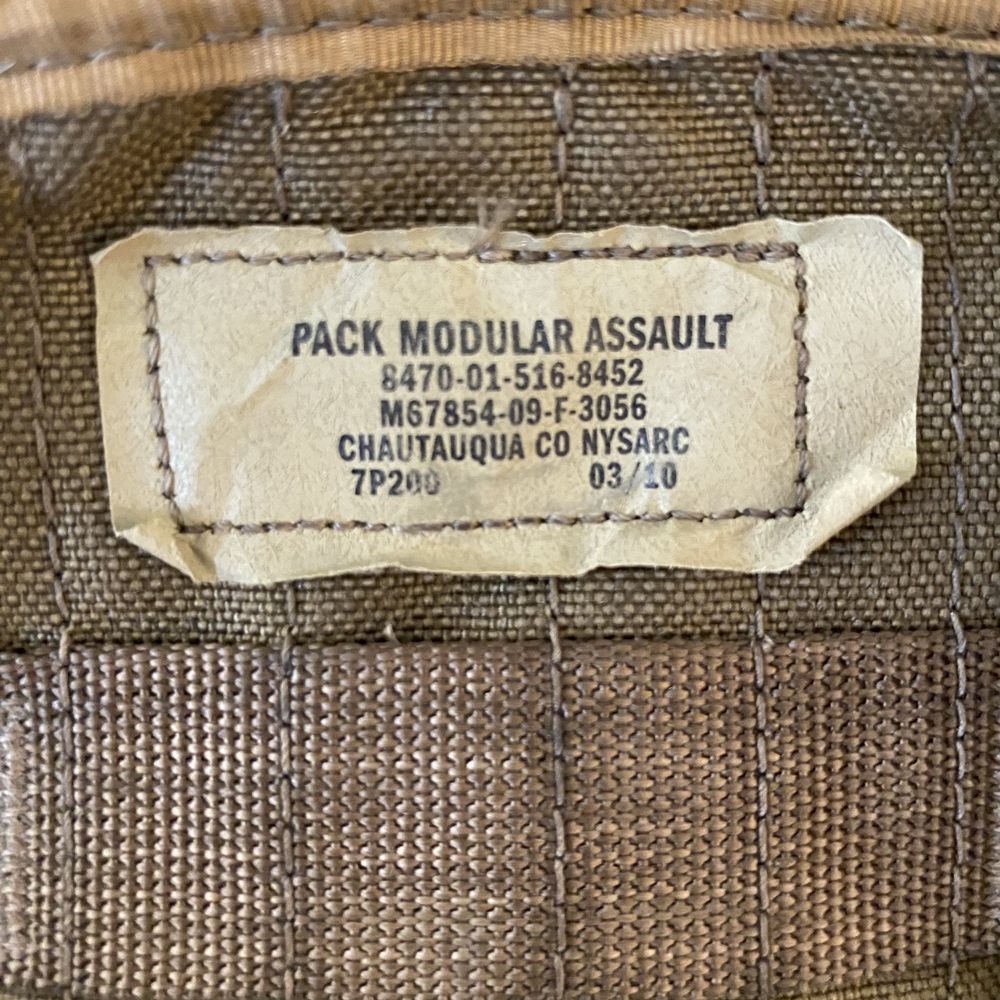 PACK MODULAR ASSAULT
8470-01-516-8452
M67854-09-F-3056
CHAUTAUQUA CO NYSARC
7P200 03/10